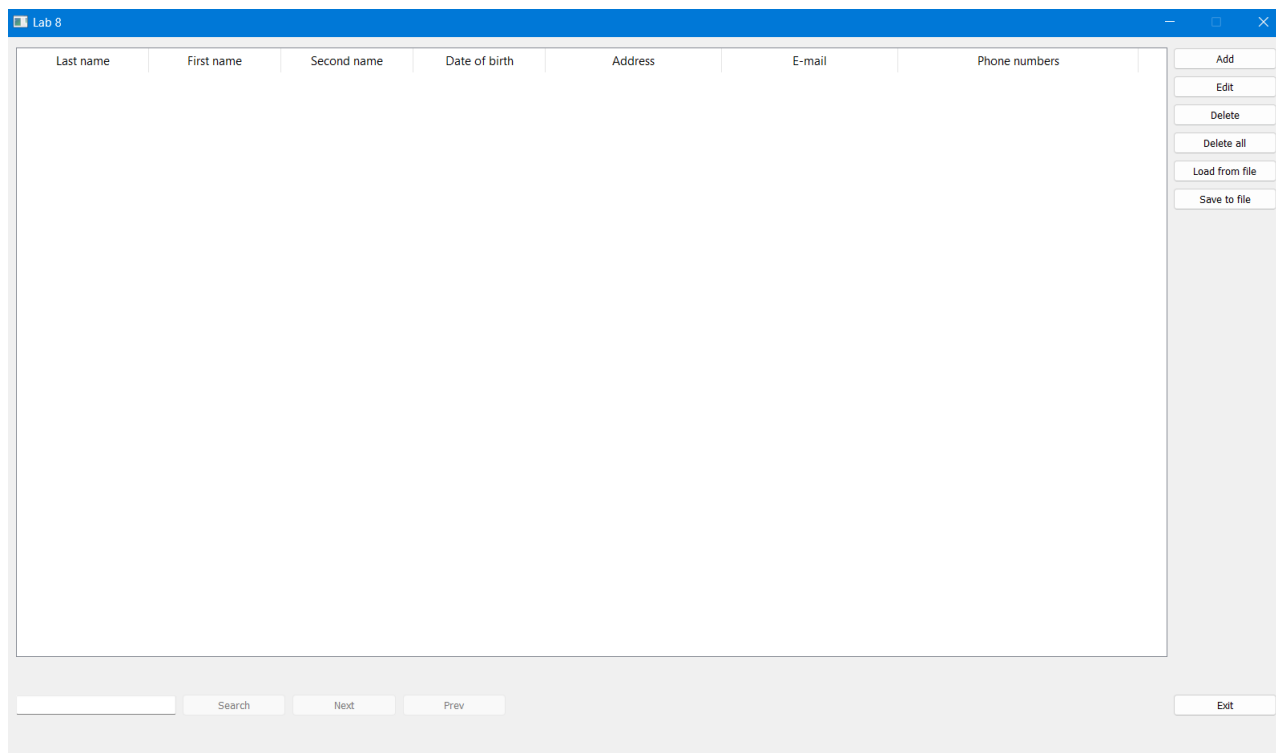 Lab 8
Last name First name Second name Date of birth Address E-mail Phone numbers
Add
Edit
Delete
Delete all
Load from file
Save to file
Search Next Prev Exit